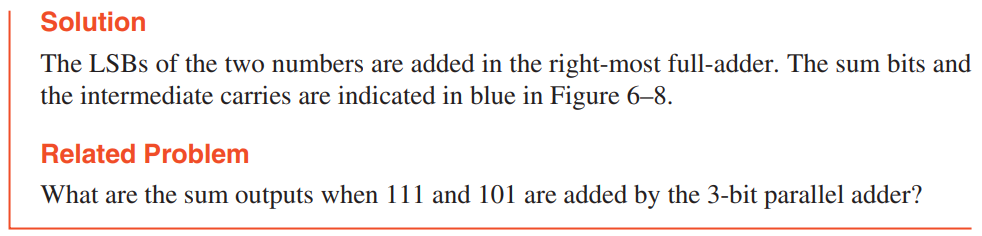 Solution
The LSBs of the two numbers are added in the right-most full-adder. The sum bits and
the intermediate carries are indicated in blue in Figure 6–8.
Related Problem
What are the sum outputs when 111 and 101 are added by the 3-bit parallel adder?